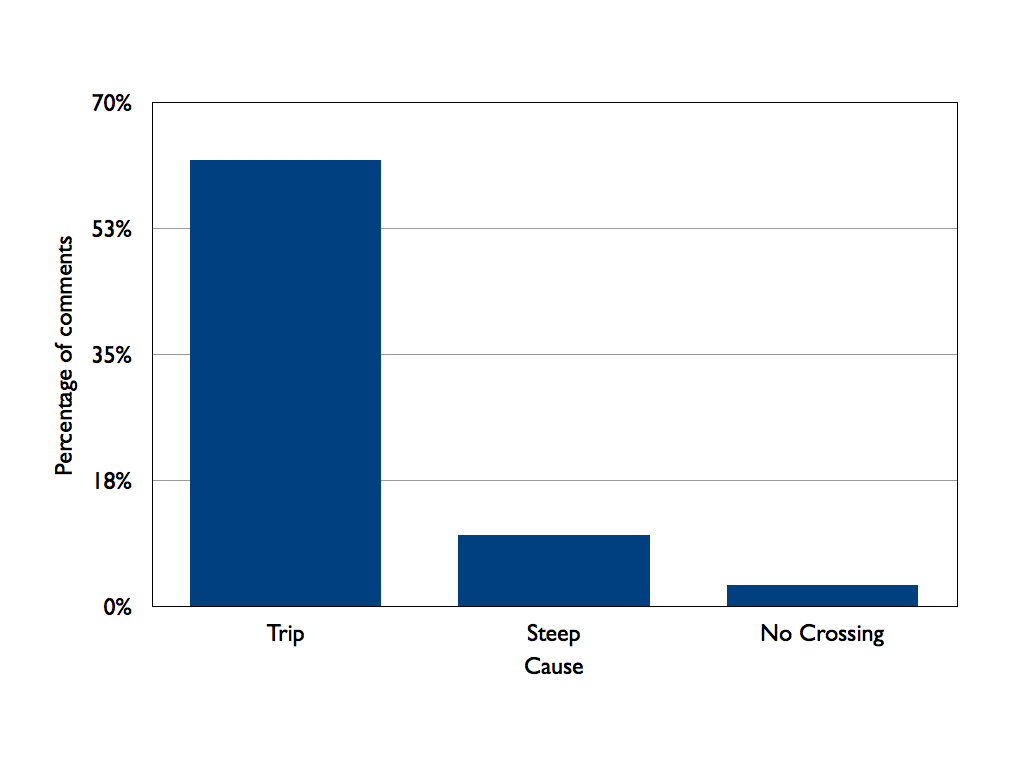 70%
53%
35%
18%
0%
Percentage of comments
Trip
Steep
No Crossing
Cause